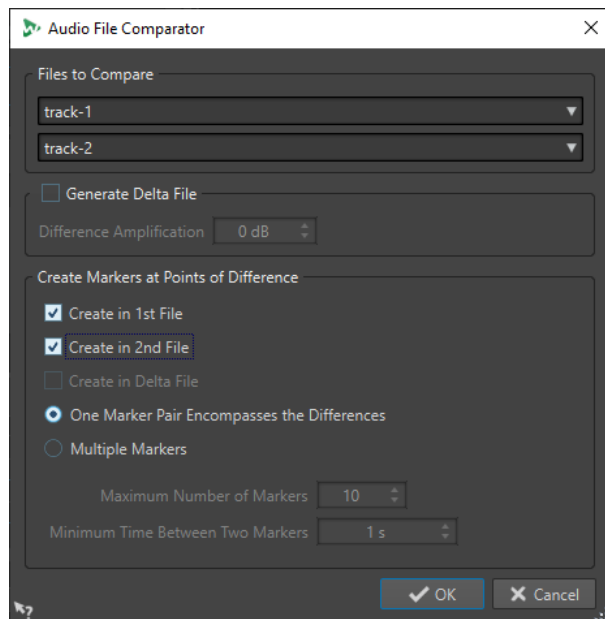 Audio File Comparator
Files to Compare
track-1
track-2
Generate Delta File
Difference Amplification 0 dB
Create Markers at Points of Difference
Create in 1st File
Create in 2nd File
Create in Delta File
One Marker Pair Encompasses the Differences
Multiple Markers
Maximum Number of Markers 10
Minimum Time Between Two Markers 1 s
OK Cancel